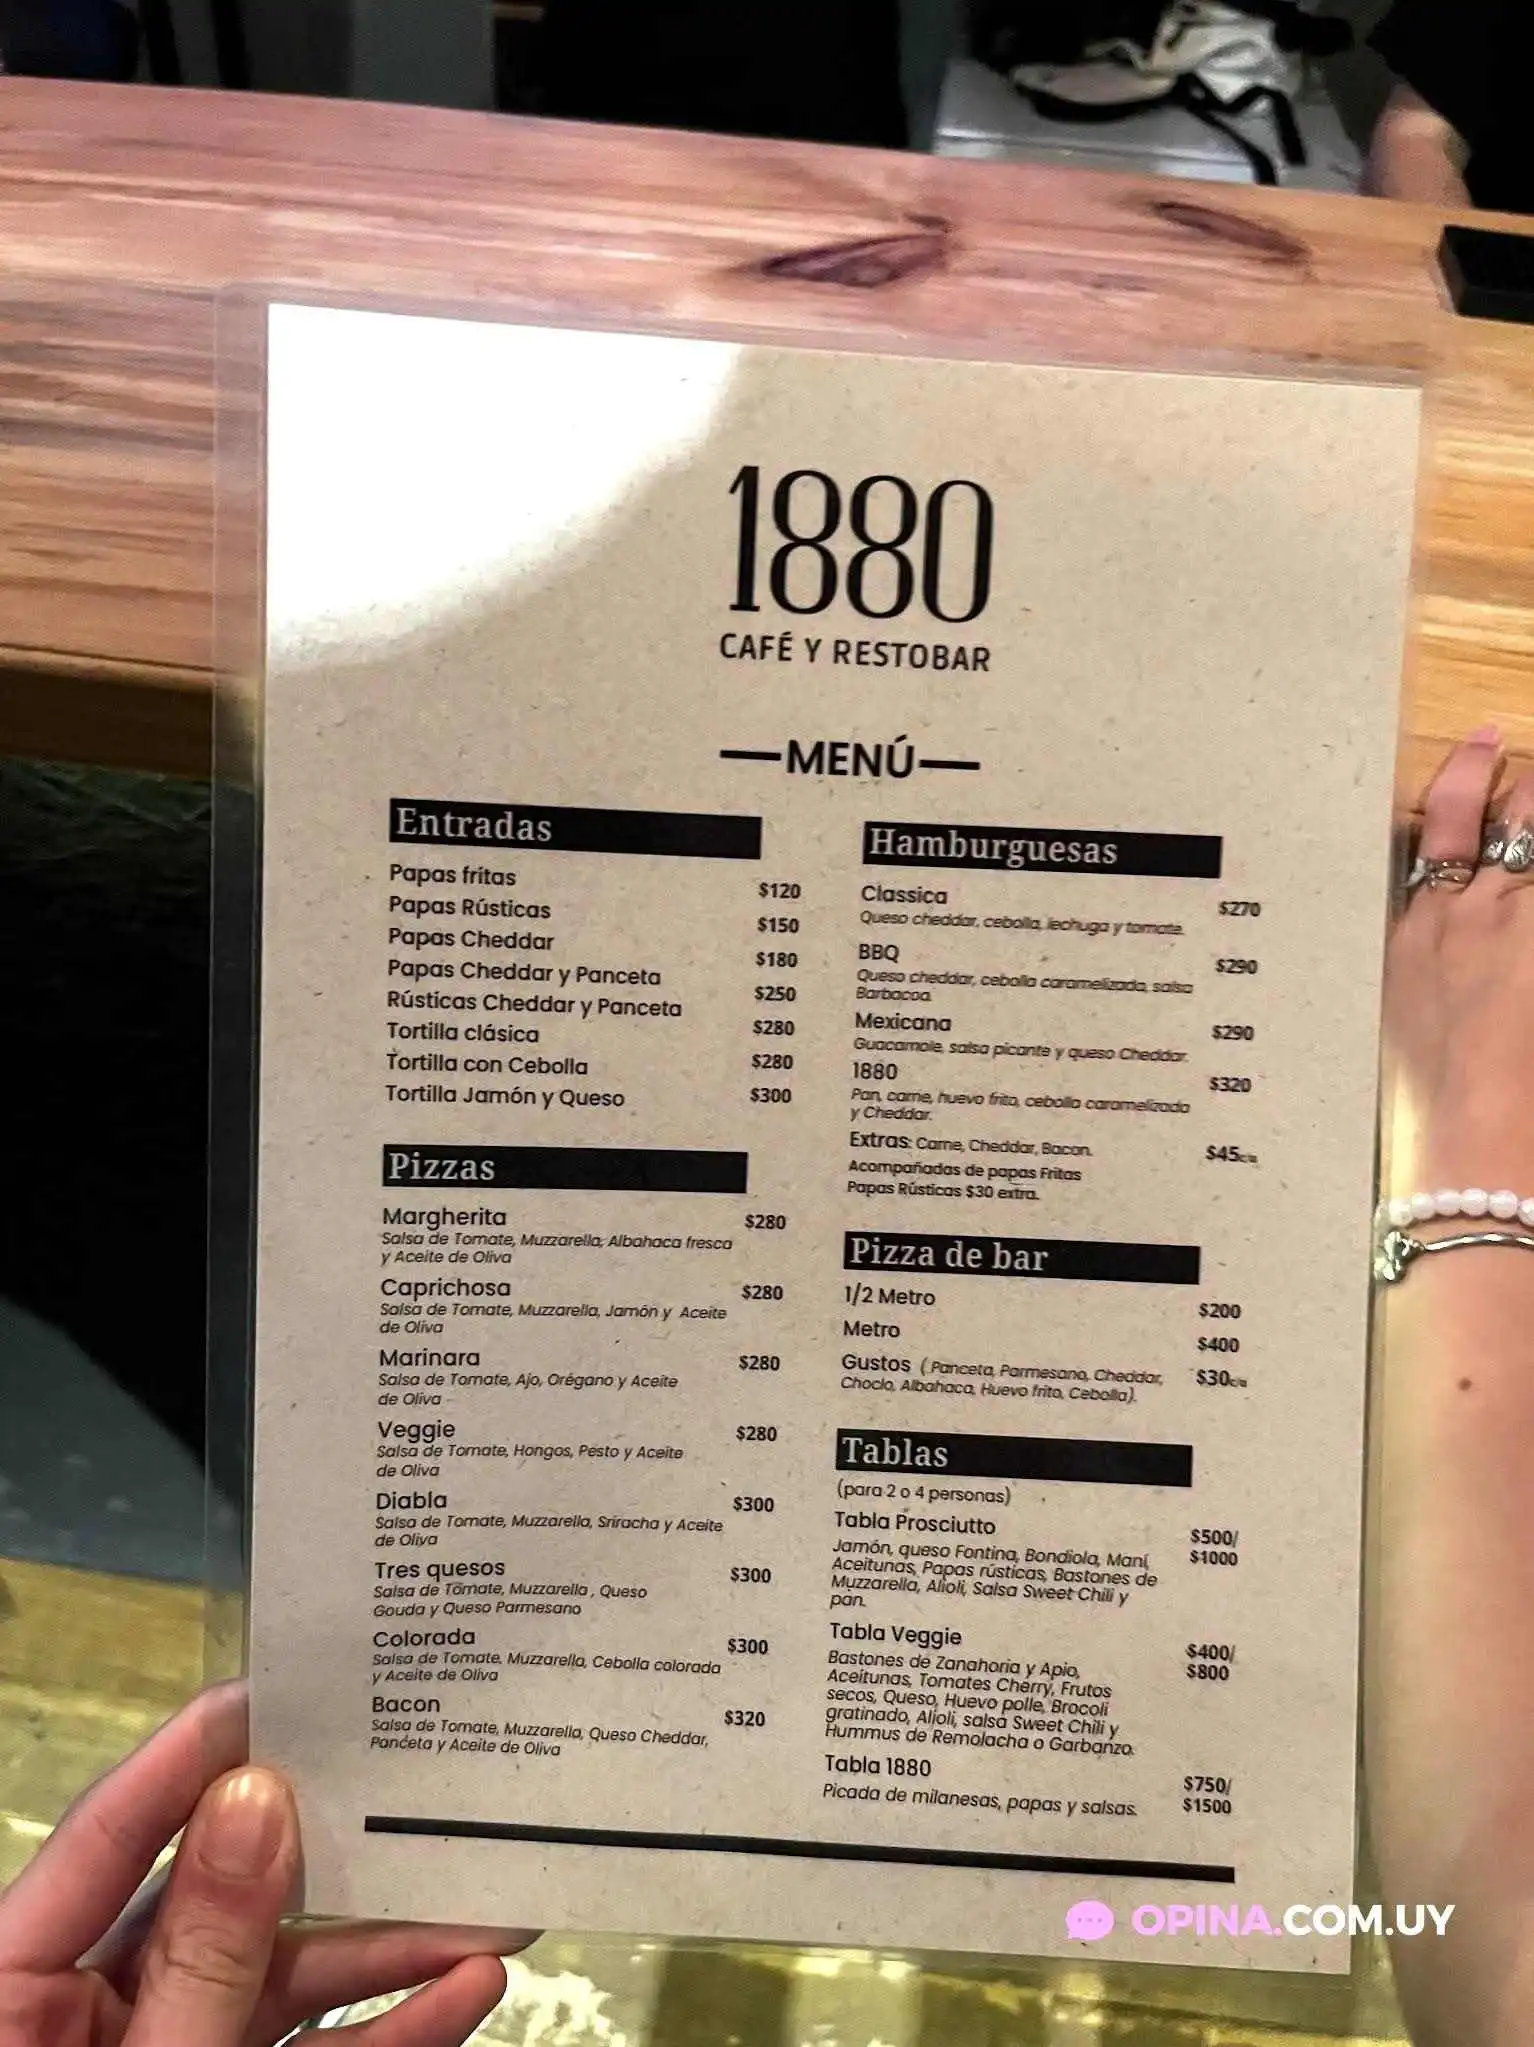 1880
CAFÉ Y RESTOBAR
—MENÚ—
Entradas
Papas fritas $120
Papas Rústicas $150
Papas Cheddar $180
Papas Cheddar y Panceta $250
Rústicas Cheddar y Panceta $280
Tortilla clásica $280
Tortilla con Cebolla $300
Tortilla Jamón y Queso
Pizzas
Margherita $280
Salsa de Tomate, Muzzarella, Albahaca fresca
y Aceite de Oliva
Caprichosa $280
Salsa de Tomate, Muzzarella, Jamón y Aceite
de Oliva
Marinara $280
Salsa de Tomate, Ajo, Orégano y Aceite
de Oliva
Veggie $280
Salsa de Tomate, Hongos, Pesto y Aceite
de Oliva
Diabla $300
Salsa de Tomate, Muzzarella, Sriracha y Aceite
de Oliva
Tres quesos $300
Salsa de Tomate, Muzzarella , Queso
Gouda y Queso Parmesano
Colorada $300
Salsa de Tomate, Muzzarella, Cebolla colorada
y Aceite de Oliva
Bacon $320
Salsa de Tomate, Muzzarella, Queso Cheddar,
Panceta y Aceite de Oliva
Hamburguesas
Classica $270
Queso cheddar, cebolla, lechuga y tomate.
BBQ $290
Queso cheddar, cebolla caramelizada, salsa
Barbacoa.
Mexicana $290
Guacamole, salsa picante y queso Cheddar.
1880 $320
Pan, carne, huevo frito, cebolla caramelizada
y Cheddar.
Extras: Carne, Cheddar, Bacon. $45c/u
Acompañadas de papas Fritas
Papas Rústicas $30 extra.
Pizza de bar
1/2 Metro $200
Metro $400
Gustos ( Panceta, Parmesano, Cheddar, $30c/u
Choclo, Albahaca, Huevo frito, Cebolla).
Tablas
(para 2 o 4 personas)
Tabla Prosciutto $500/
$1000
Jamón, queso Fontina, Bondiola, Maní,
Aceitunas, Papas rústicas, Bastones de
Muzzarella, Alioli, Salsa Sweet Chili y
pan.
Tabla Veggie $400/
$800
Bastones de Zanahoria y Apio,
Aceitunas, Tomates Cherry, Frutos
secos, Queso, Huevo polle, Brocoli
gratinado, Alioli, salsa Sweet Chili y
Hummus de Remolacha o Garbanzo.
Tabla 1880 $750/
$1500
Picada de milanesas, papas y salsas.
OPINA.COM.UY